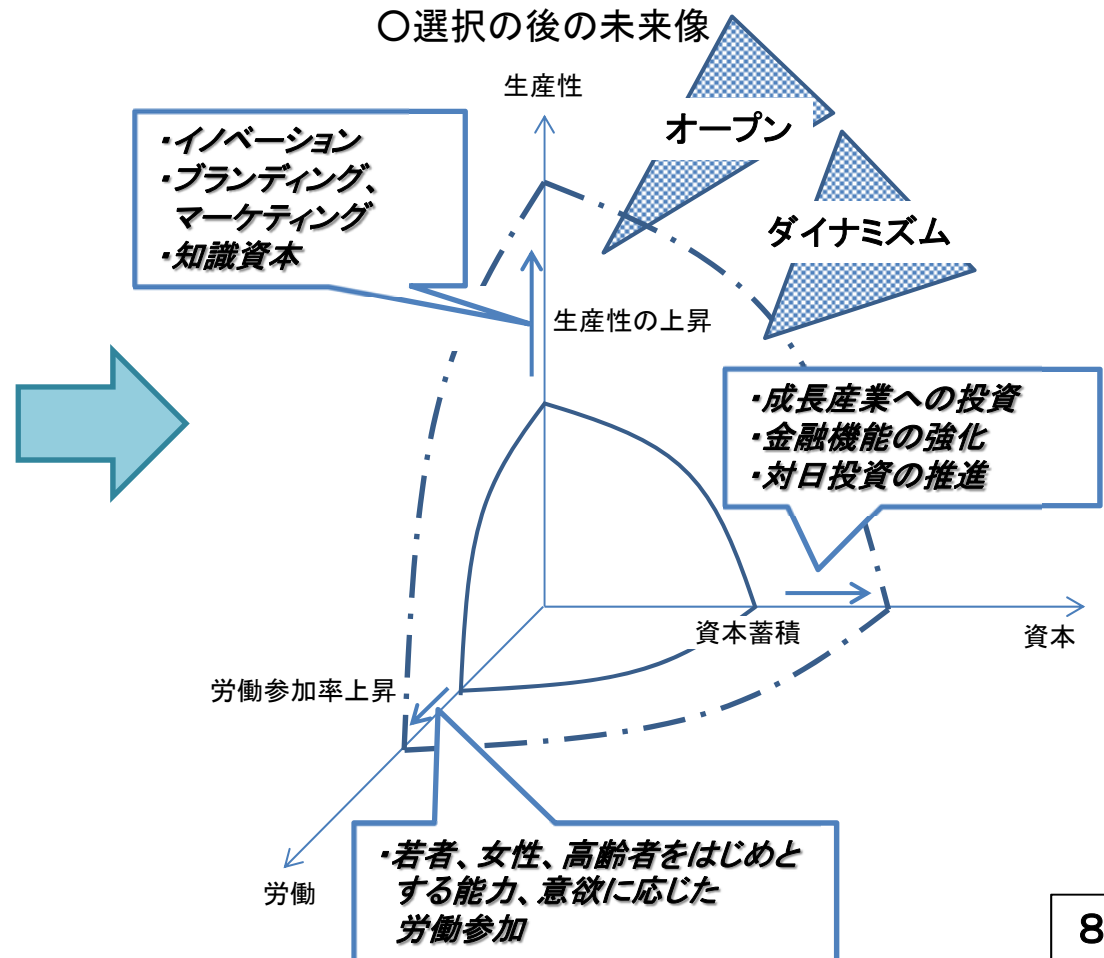 〇選択の後の未来像
生産性
オープン
ダイナミズム
・イノベーション
・ブランディング、
マーケティング
・知識資本
生産性の上昇
・成長産業への投資
・金融機能の強化
・対日投資の推進
資本蓄積
資本
労働参加率上昇
労働
・若者、女性、高齢者をはじめと
する能力、意欲に応じた
労働参加
8